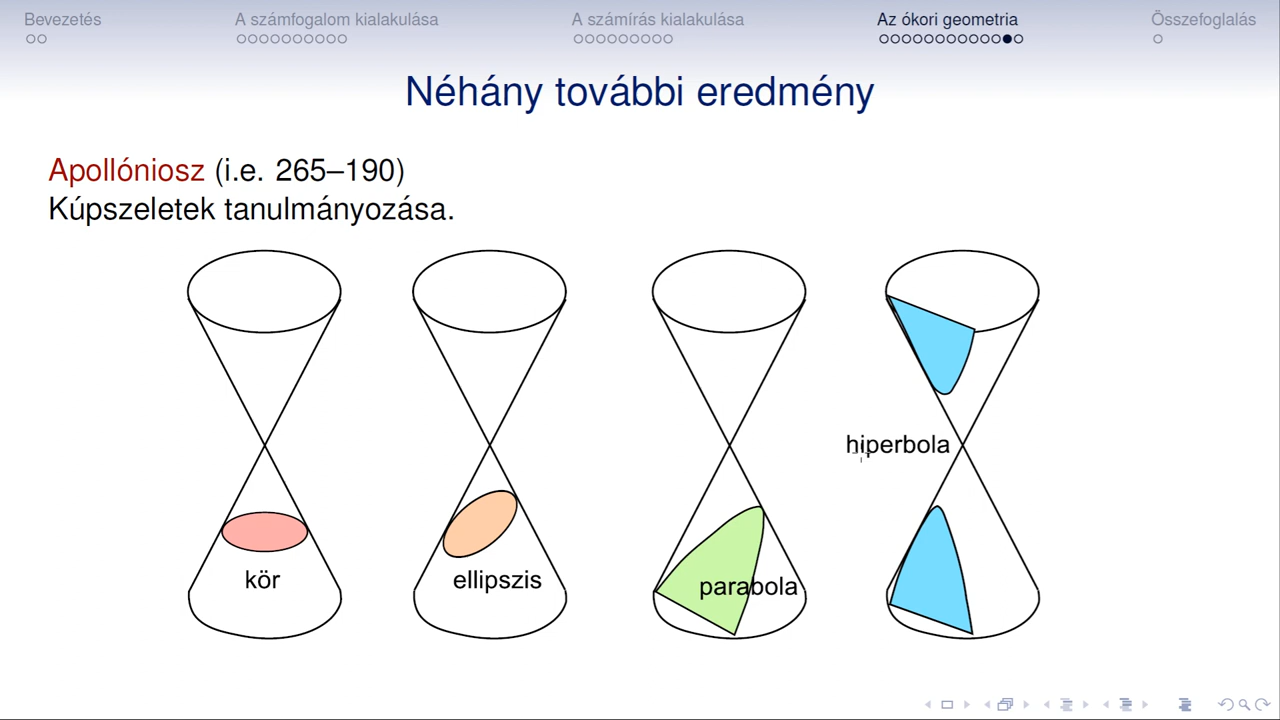 Bevezetés
A számfogalom kialakulása
A számírás kialakulása
Az ókori geometria
Összefoglalás
Néhány további eredmény
Apollóniosz (i.e. 265–190)
Kúpszeletek tanulmányozása.
hiperbola
kör
ellipszis
parabola